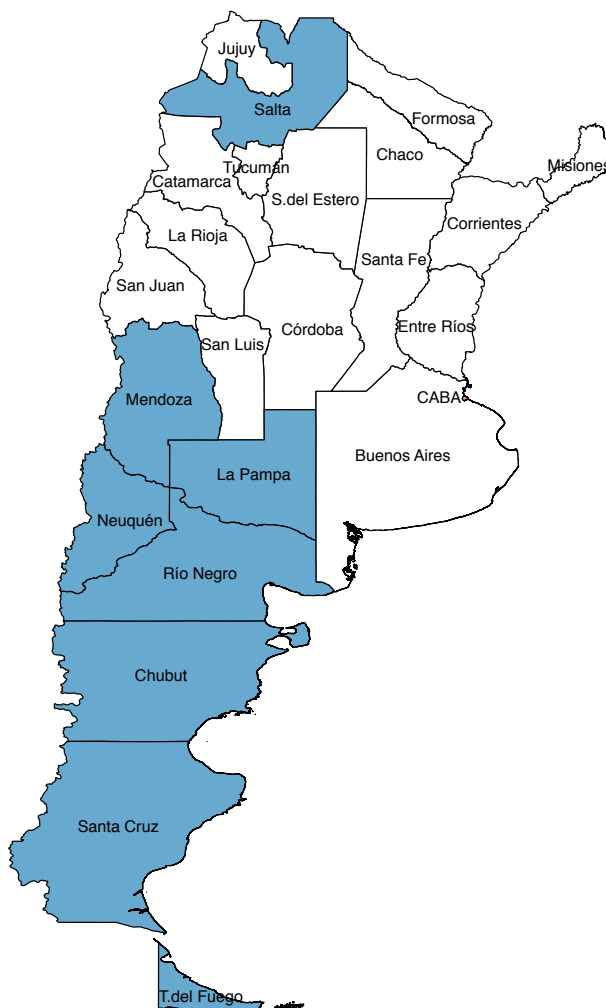 Jujuy
Salta
Formosa
Chaco
Misiones
Tucumán
Catamarca
S.del Estero
Corrientes
La Rioja
Santa Fe
San Juan
Entre Ríos
Córdoba
San Luis
CABA
Mendoza
Buenos Aires
La Pampa
Neuquén
Río Negro
Chubut
Santa Cruz
T.del Fuego